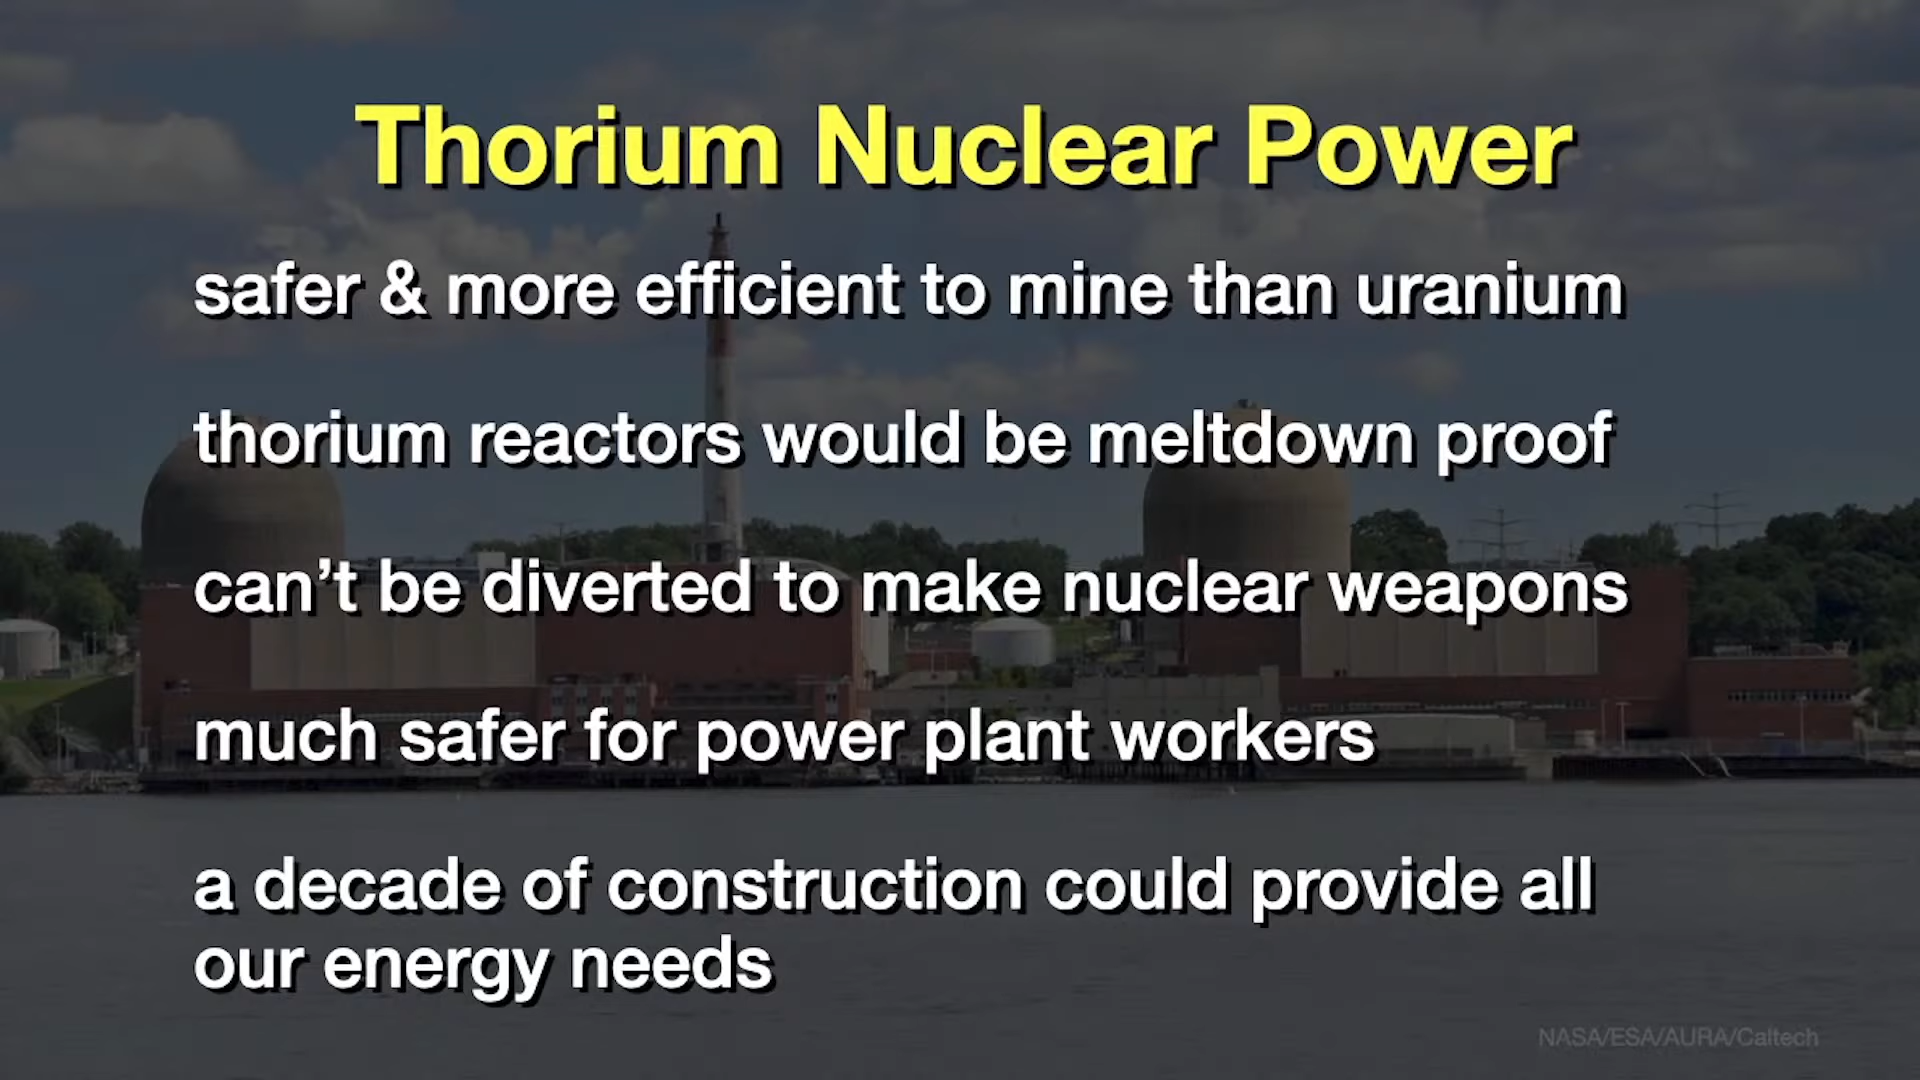 Thorium Nuclear Power
safer & more efficient to mine than uranium
thorium reactors would be meltdown proof
can’t be diverted to make nuclear weapons
much safer for power plant workers
a decade of construction could provide all
our energy needs
NASA/ESA/AURA/Caltech